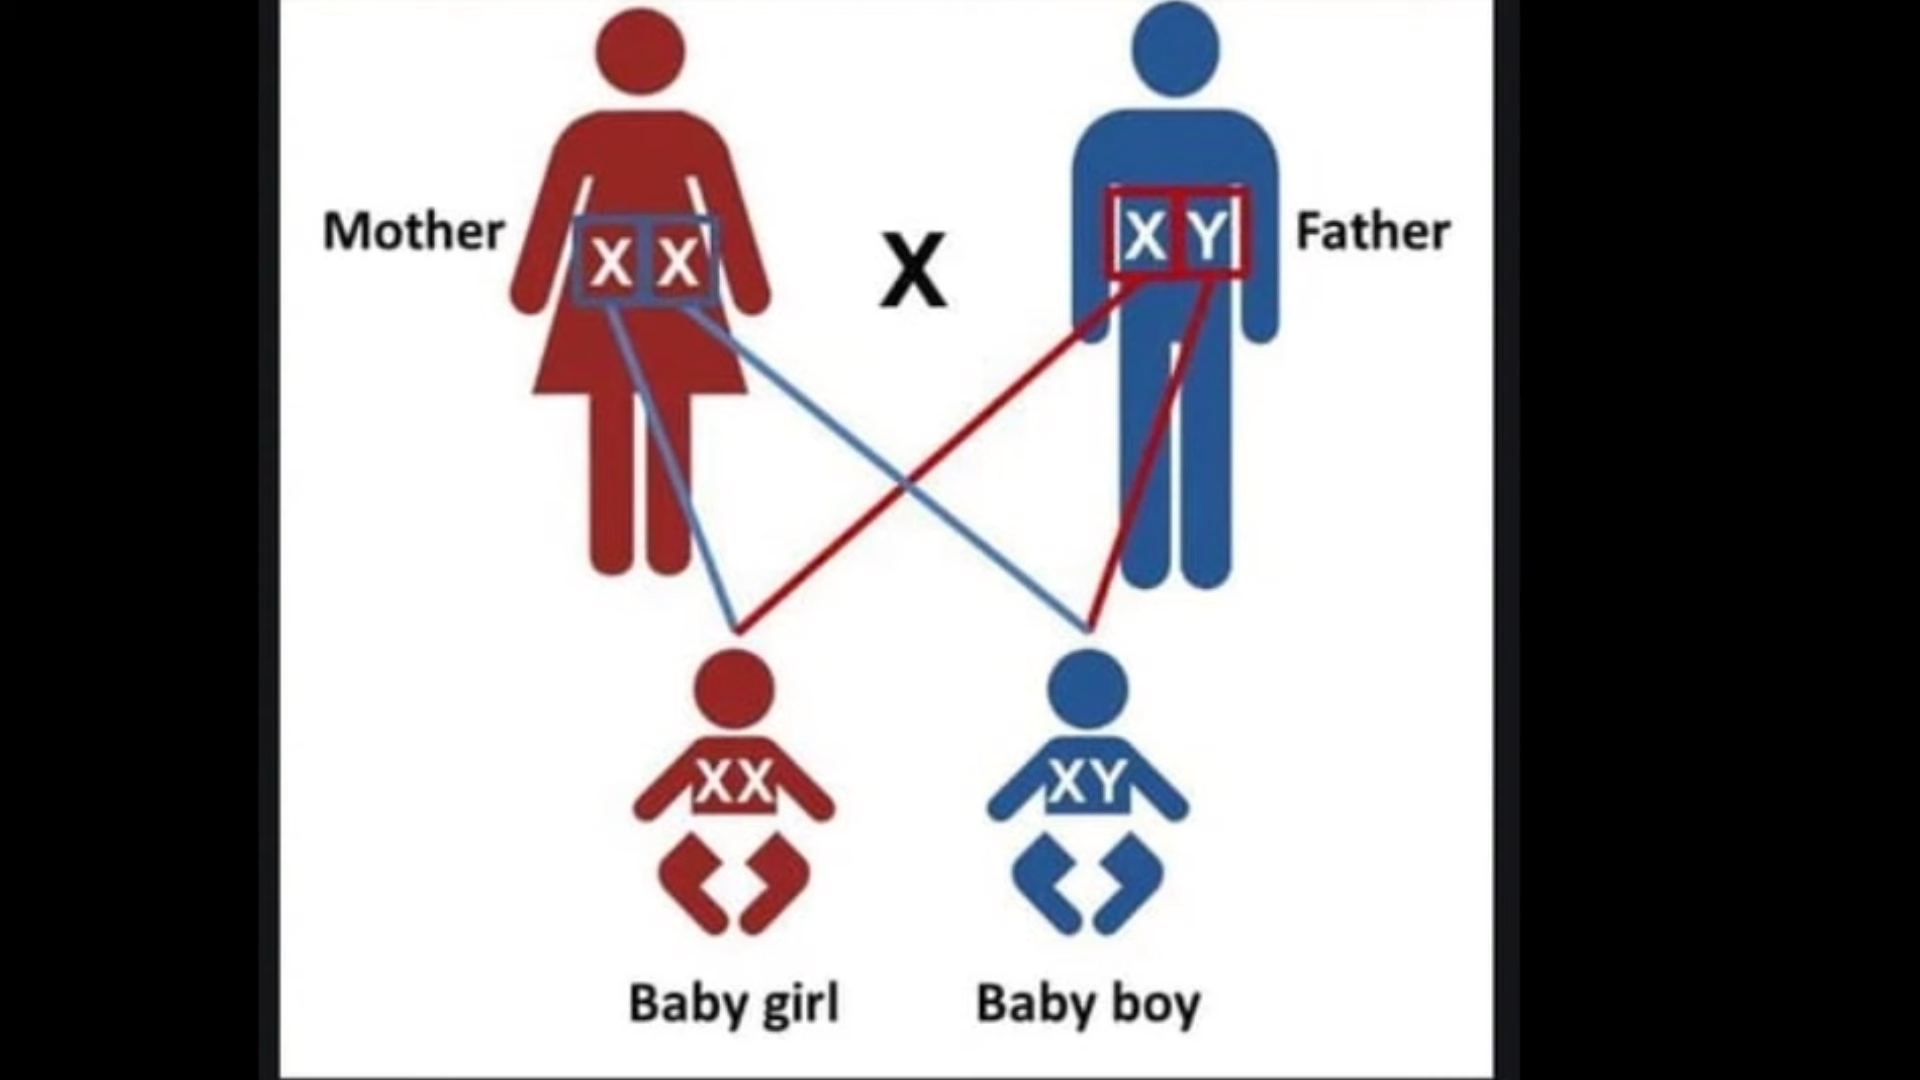 Mother
X X
X
X Y
Father
XX
XY
Baby girl
Baby boy